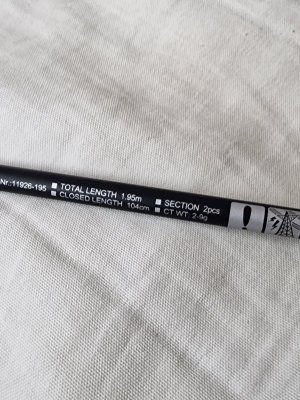 Nr.:11926-195 ■ TOTAL LENGTH 1.95m ■ SECTION 2pcs
■ CLOSED LENGTH 104cm ■ CT WT: 2-9g
!